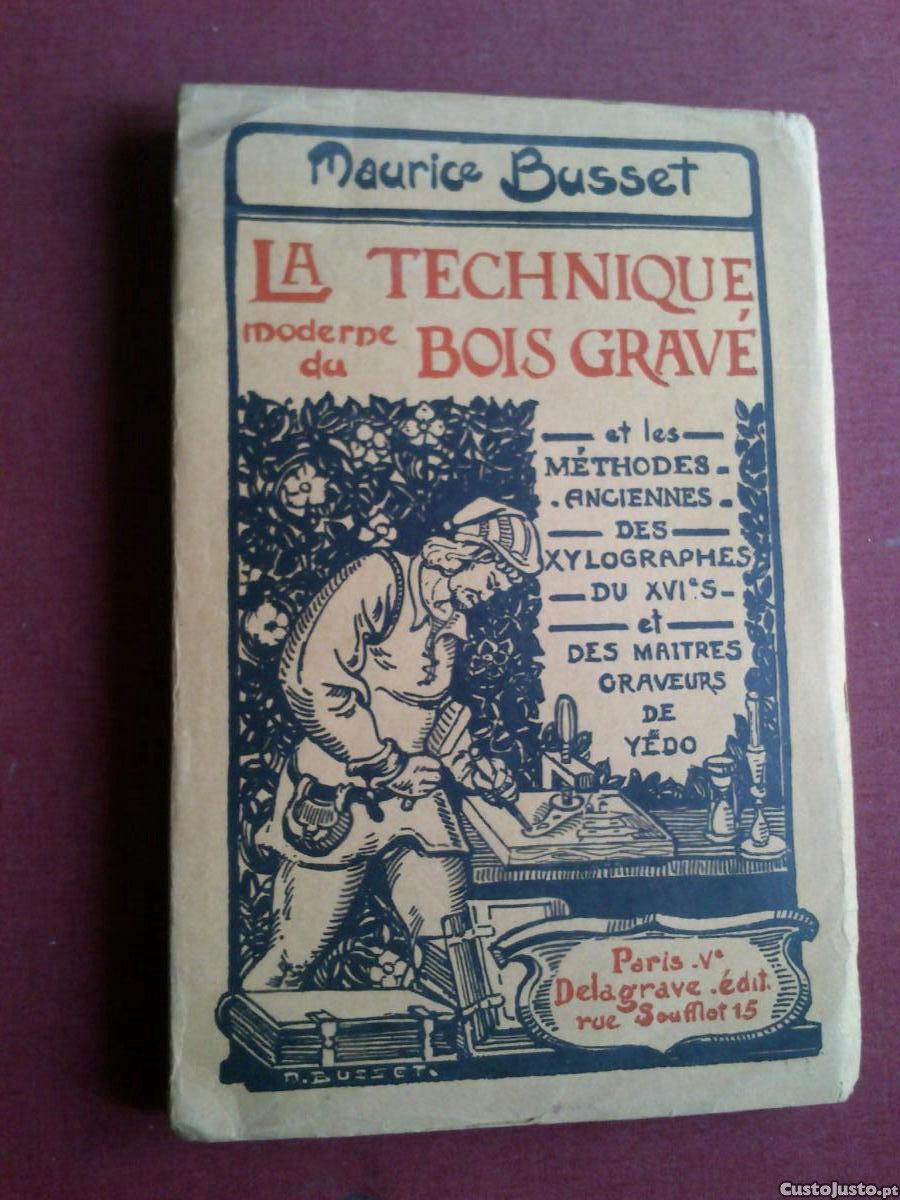 Maurice Busset
LA TECHNIQUE
moderne
du BOIS GRAVÉ
et les
MÉTHODES
ANCIENNES
DES
XYLOGRAPHES
DU XVIe S
et
DES MAITRES
GRAVEURS
DE
YÉDO
Paris . Ve
Delagrave . édit.
rue Soufflot 15
M. BUSSET.
CustoJusto.pt